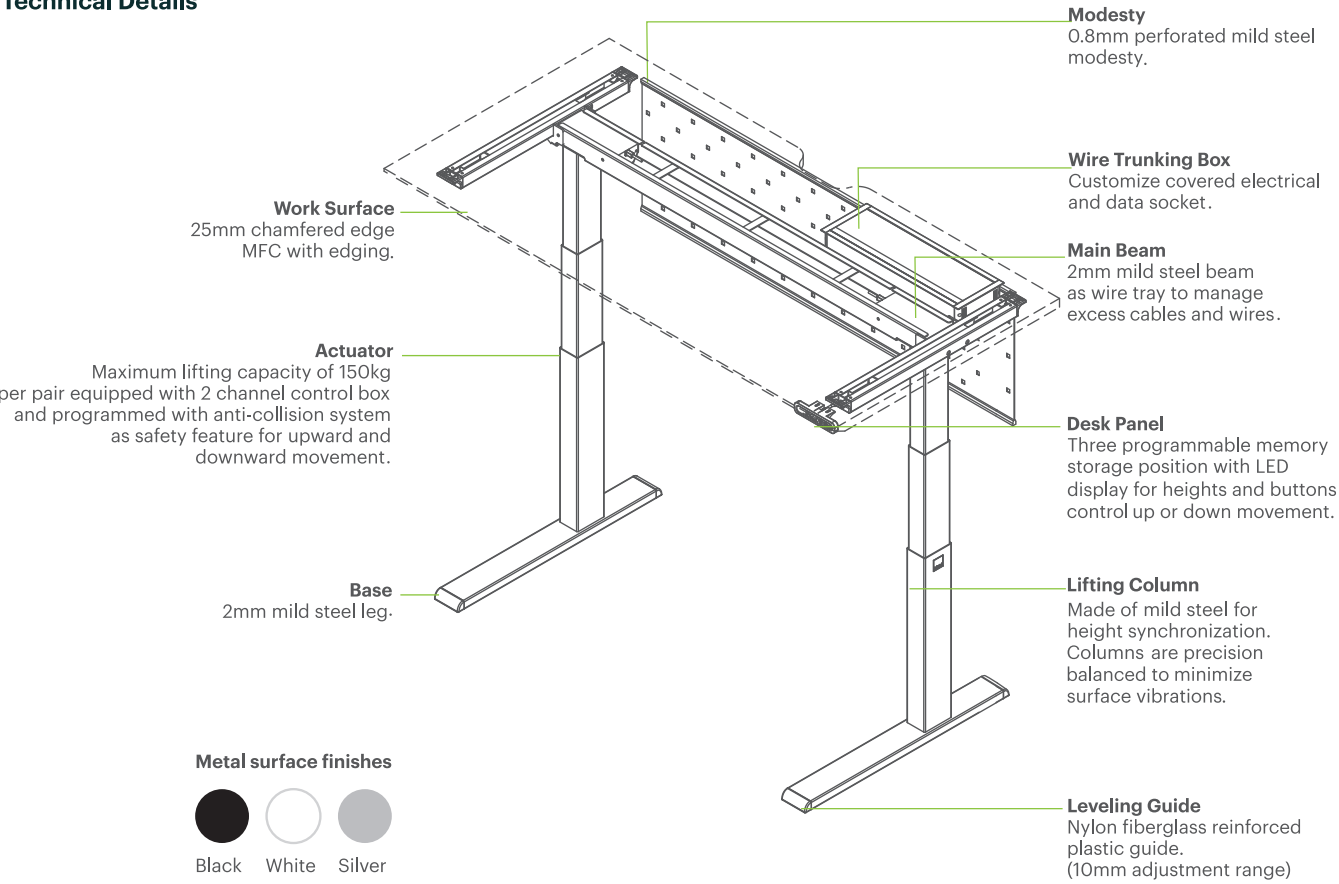 Technical Details
Modesty
0.8mm perforated mild steel
modesty.
Wire Trunking Box
Customize covered electrical
and data socket.
Work Surface
25mm chamfered edge
MFC with edging.
Main Beam
2mm mild steel beam
as wire tray to manage
excess cables and wires.
Actuator
Maximum lifting capacity of 150kg
per pair equipped with 2 channel control box
and programmed with anti-collision system
as safety feature for upward and
downward movement.
Desk Panel
Three programmable memory
storage position with LED
display for heights and buttons
control up or down movement.
Base
2mm mild steel leg.
Lifting Column
Made of mild steel for
height synchronization.
Columns are precision
balanced to minimize
surface vibrations.
Metal surface finishes
Black White Silver
Leveling Guide
Nylon fiberglass reinforced
plastic guide.
(10mm adjustment range)